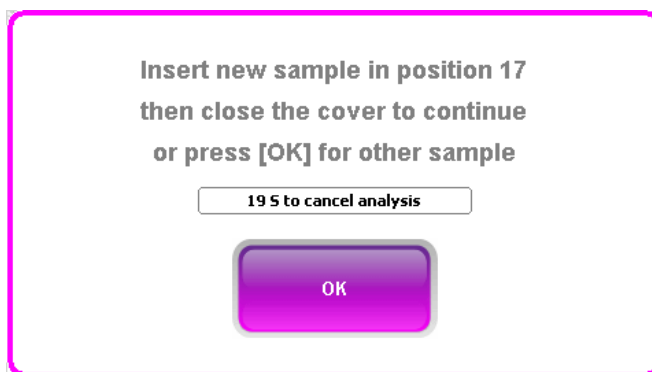 Insert new sample in position 17
then close the cover to continue
or press [OK] for other sample
19 S to cancel analysis
OK